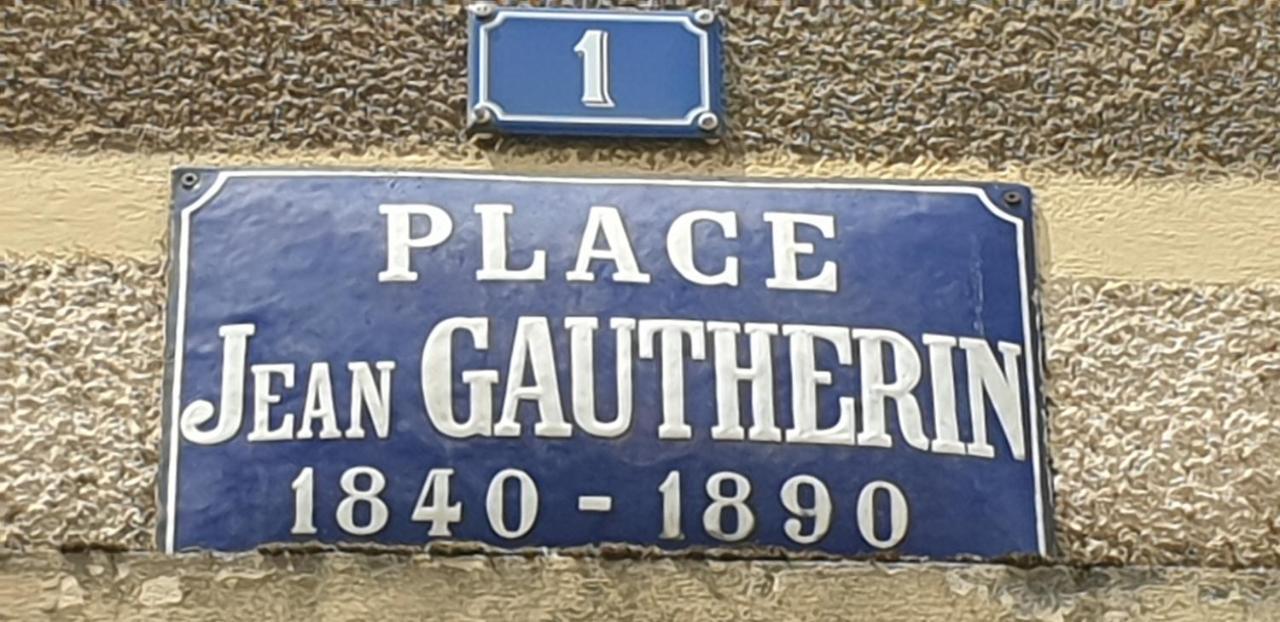 1
PLACE
JEAN GAUTHERIN
1840 - 1890